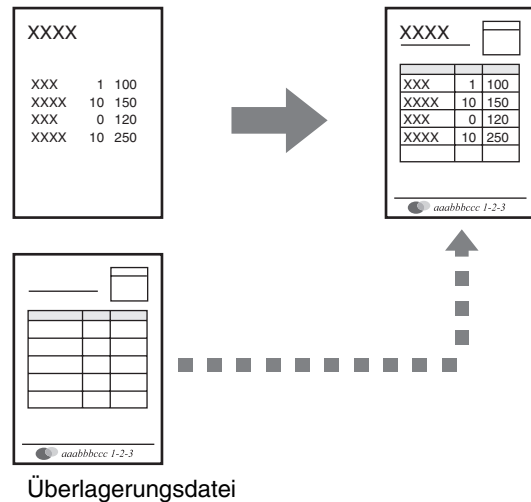 XXXX
XXX 1 100
XXXX 10 150
XXX 0 120
XXXX 10 250
XXXX
XXX 1 100
XXXX 10 150
XXX 0 120
XXXX 10 250
aaabbbccc 1-2-3
aaabbbccc 1-2-3
Überlagerungsdatei